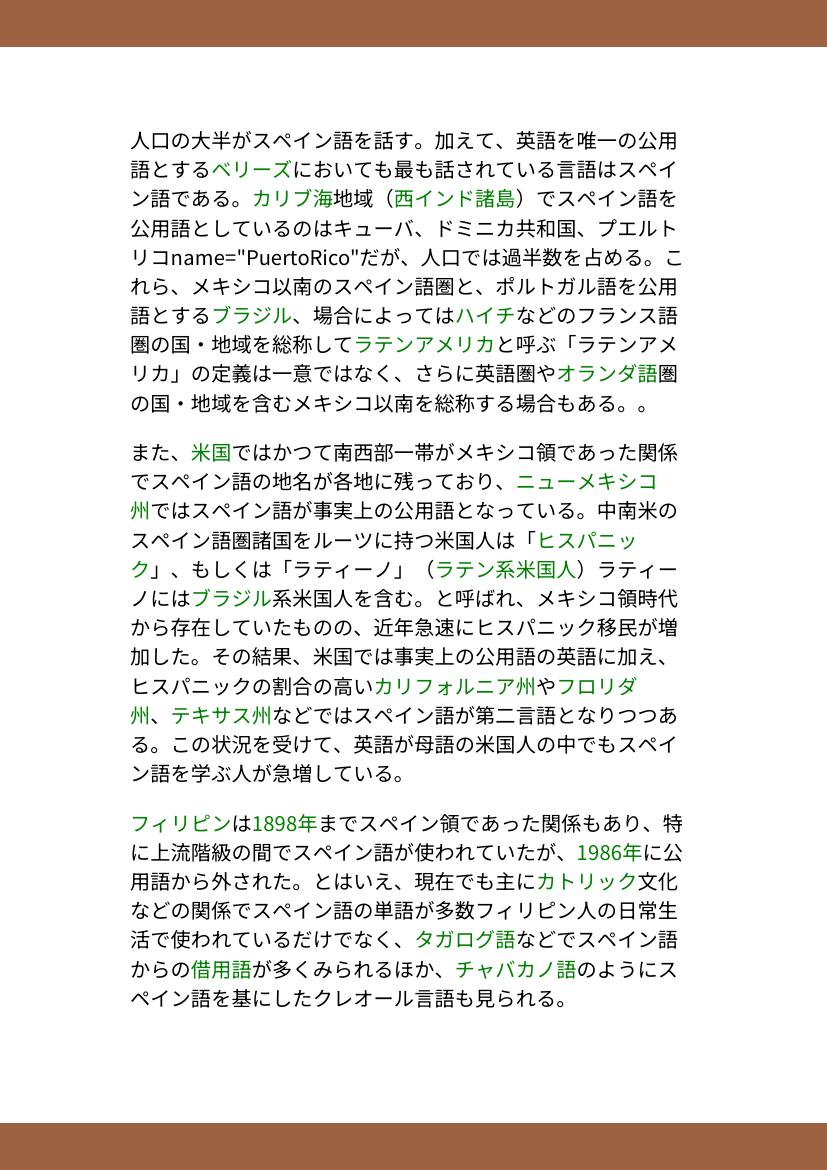 人口の大半がスペイン語を話す。加えて、英語を唯一の公用
語とするベリーズにおいても最も話されている言語はスペイ
ン語である。カリブ海地域（西インド諸島）でスペイン語を
公用語としているのはキューバ、ドミニカ共和国、プエルト
リコname="PuertoRico"だが、人口では過半数を占める。こ
れら、メキシコ以南のスペイン語圏と、ポルトガル語を公用
語とするブラジル、場合によってはハイチなどのフランス語
圏の国・地域を総称してラテンアメリカと呼ぶ「ラテンアメ
リカ」の定義は一意ではなく、さらに英語圏やオランダ語圏
の国・地域を含むメキシコ以南を総称する場合もある。。
また、米国ではかつて南西部一帯がメキシコ領であった関係
でスペイン語の地名が各地に残っており、ニューメキシコ
州ではスペイン語が事実上の公用語となっている。中南米の
スペイン語圏諸国をルーツに持つ米国人は「ヒスパニッ
ク」、もしくは「ラティーノ」（ラテン系米国人）ラティー
ノにはブラジル系米国人を含む。と呼ばれ、メキシコ領時代
から存在していたものの、近年急速にヒスパニック移民が増
加した。その結果、米国では事実上の公用語の英語に加え、
ヒスパニックの割合の高いカリフォルニア州やフロリダ
州、テキサス州などではスペイン語が第二言語となりつつあ
る。この状況を受けて、英語が母語の米国人の中でもスペイ
ン語を学ぶ人が急増している。
フィリピンは1898年までスペイン領であった関係もあり、特
に上流階級の間でスペイン語が使われていたが、1986年に公
用語から外された。とはいえ、現在でも主にカトリック文化
などの関係でスペイン語の単語が多数フィリピン人の日常生
活で使われているだけでなく、タガログ語などでスペイン語
からの借用語が多くみられるほか、チャバカノ語のようにス
ペイン語を基にしたクレオール言語も見られる。